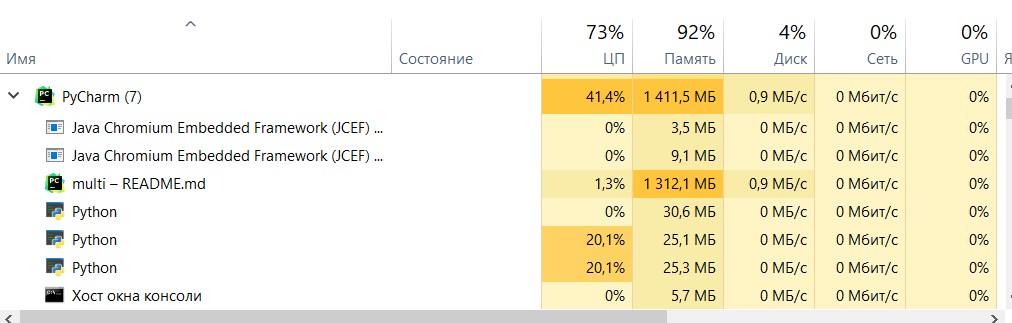 73% 92% 4% 0% 0%
Имя Состояние ЦП Память Диск Сеть GPU Я
PyCharm (7) 41,4% 1 411,5 МБ 0,9 МБ/с 0 Мбит/с 0%
Java Chromium Embedded Framework (JCEF) ... 0% 3,5 МБ 0 МБ/с 0 Мбит/с 0%
Java Chromium Embedded Framework (JCEF) ... 0% 9,1 МБ 0 МБ/с 0 Мбит/с 0%
multi – README.md 1,3% 1 312,1 МБ 0,9 МБ/с 0 Мбит/с 0%
Python 0% 30,6 МБ 0 МБ/с 0 Мбит/с 0%
Python 20,1% 25,1 МБ 0 МБ/с 0 Мбит/с 0%
Python 20,1% 25,3 МБ 0 МБ/с 0 Мбит/с 0%
Хост окна консоли 0% 5,7 МБ 0 МБ/с 0 Мбит/с 0%